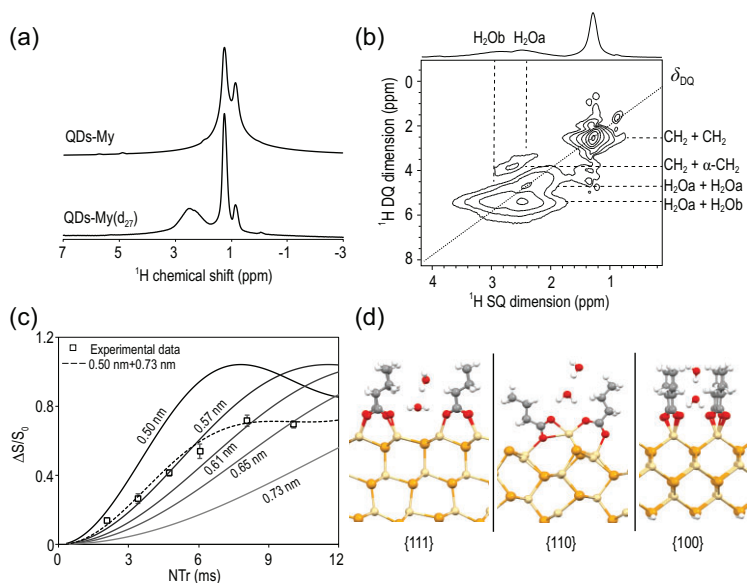 (a)
QDs-My
QDs-My(d₂₇)
7 5 3 1 -1 -3
¹H chemical shift (ppm)
(b)
H₂Ob H₂Oa
δDQ
0
2
4
6
8
¹H DQ dimension (ppm)
CH₂ + CH₂
CH₂ + α-CH₂
H₂Oa + H₂Oa
H₂Oa + H₂Ob
4 3 2 1
¹H SQ dimension (ppm)
(c)
1.2
0.8
0.4
0
ΔS/S₀
Experimental data
0.50 nm+0.73 nm
0.50 nm
0.57 nm
0.61 nm
0.65 nm
0.73 nm
0 3 6 9 12
NTr (ms)
(d)
{111} {110} {100}